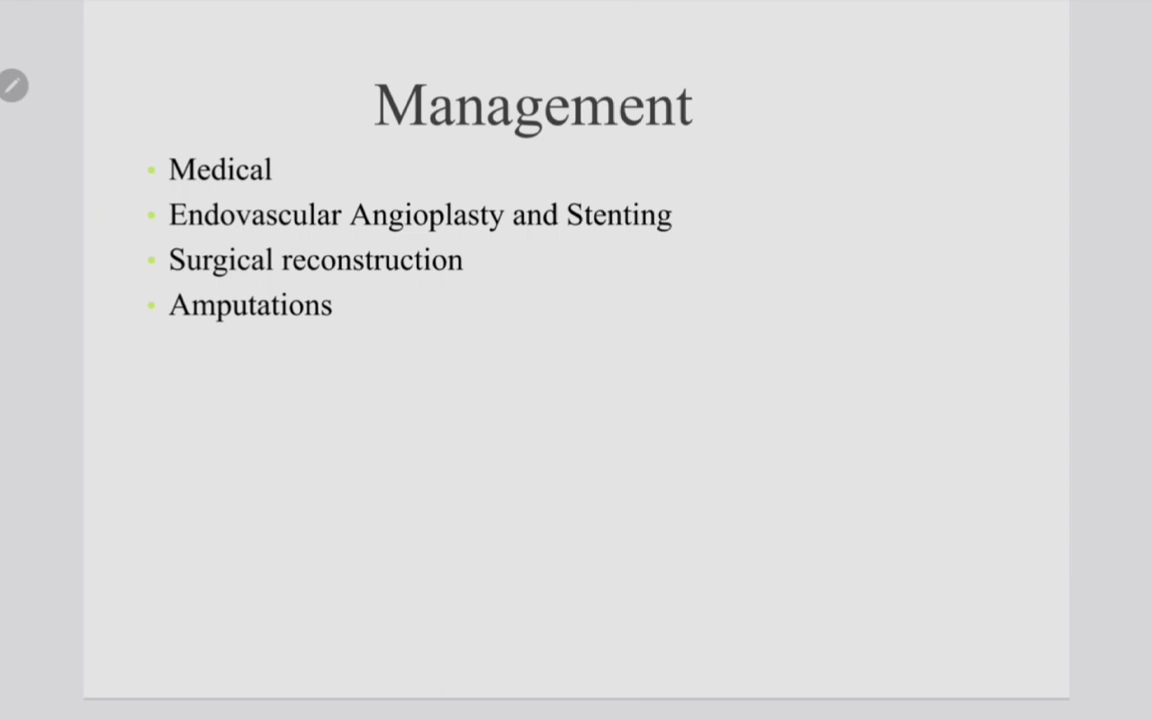 Management
Medical
Endovascular Angioplasty and Stenting
Surgical reconstruction
Amputations